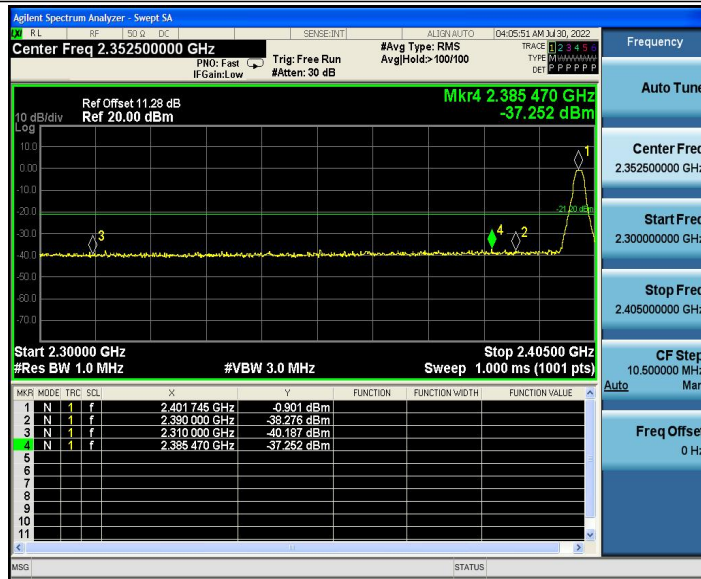 Agilent Spectrum Analyzer - Swept SA
LXI RL RF 50 Ω DC SENSE:INT ALIGN AUTO 04:05:51 AM Jul 30, 2022
Center Freq 2.352500000 GHz #Avg Type: RMS TRACE 1 2 3 4 5 6
PNO: Fast Trig: Free Run Avg|Hold:>100/100 TYPE M
IFGain:Low #Atten: 30 dB DET P P P P P P
Frequency
Auto Tune
Center Freq
2.352500000 GHz
Start Freq
2.300000000 GHz
Stop Freq
2.405000000 GHz
CF Step
10.500000 MHz
Auto Man
Freq Offset
0 Hz
Mkr4 2.385 470 GHz
-37.252 dBm
Ref Offset 11.28 dB
10 dB/div Ref 20.00 dBm
Log
10.0
0.00
-10.0
-20.0
-30.0
-40.0
-50.0
-60.0
-70.0
1
-21.20 dBm
3
4
2
Start 2.30000 GHz Stop 2.40500 GHz
#Res BW 1.0 MHz #VBW 3.0 MHz Sweep 1.000 ms (1001 pts)
MKR MODE TRC SCL X Y FUNCTION FUNCTION WIDTH FUNCTION VALUE
1 N 1 f 2.401 745 GHz -0.901 dBm
2 N 1 f 2.390 000 GHz -38.276 dBm
3 N 1 f 2.310 000 GHz -40.187 dBm
4 N 1 f 2.385 470 GHz -37.252 dBm
5
6
7
8
9
10
11
MSG STATUS